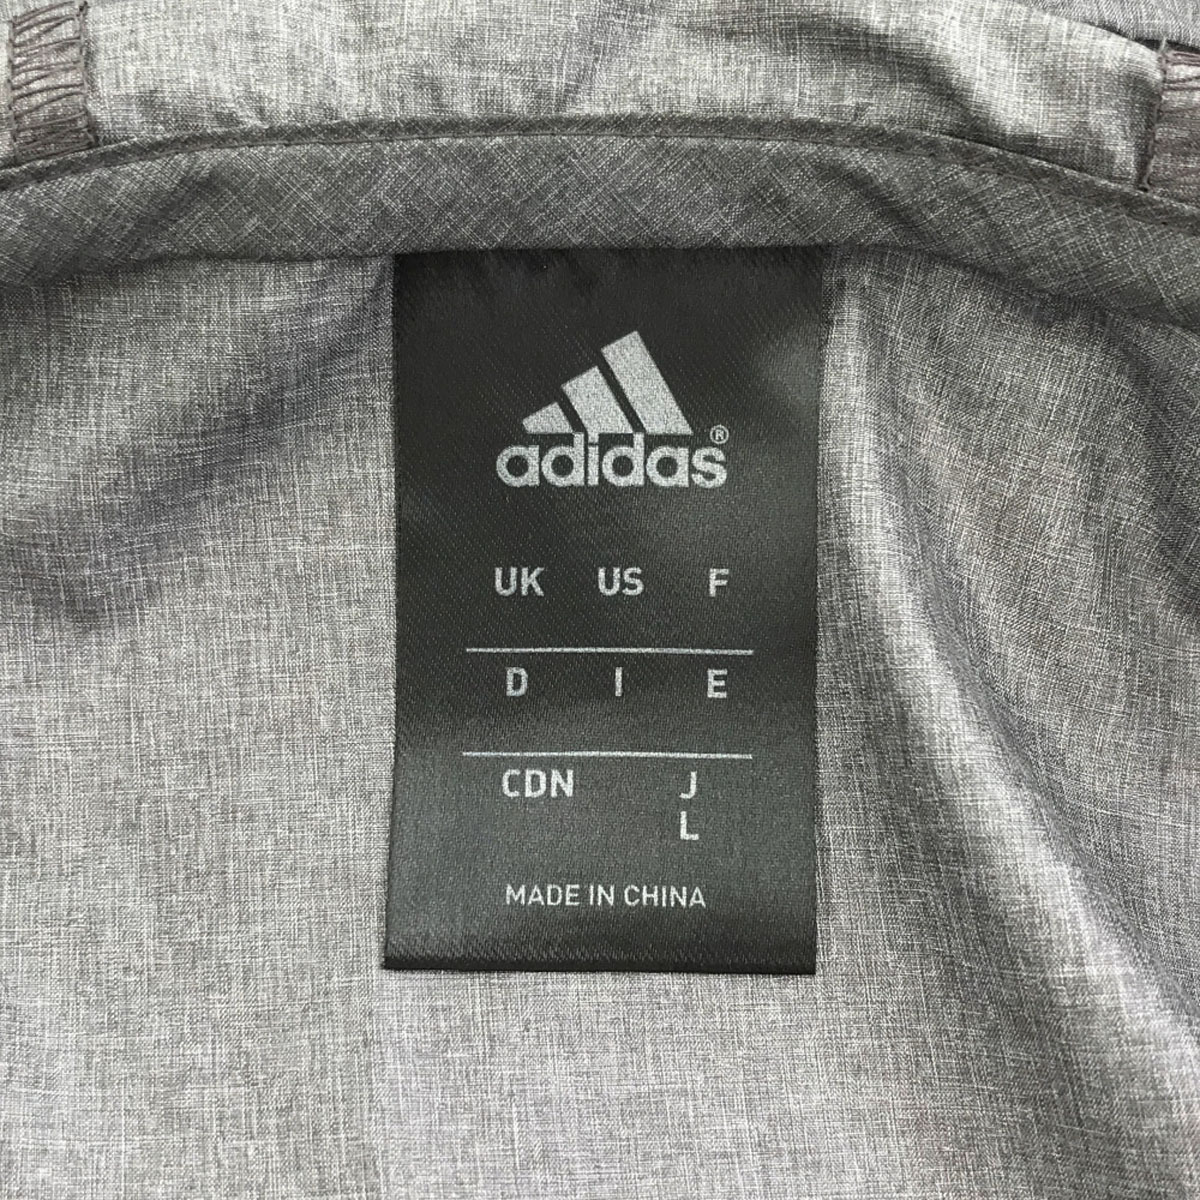 adidas®
UK US F
D I E
CDN J
L
MADE IN CHINA